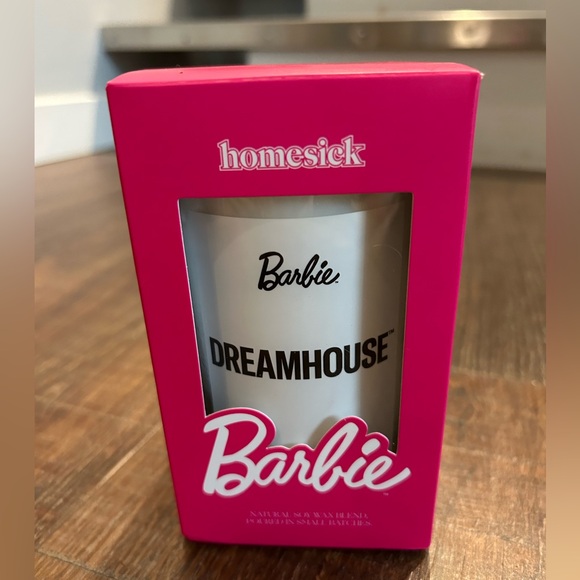 homesick
Barbie
DREAMHOUSE™
Barbie
NATURAL SOY WAX BLEND,
POURED IN SMALL BATCHES